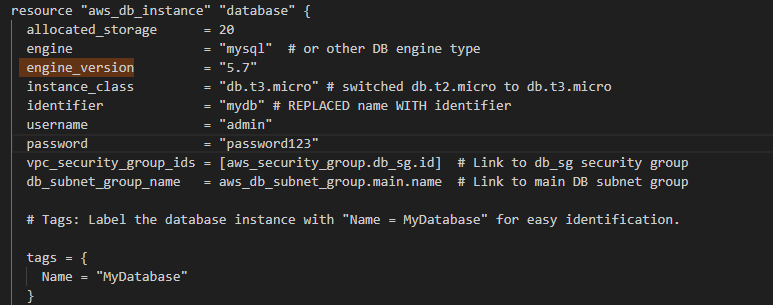 resource "aws_db_instance" "database" {
  allocated_storage      = 20
  engine                 = "mysql"  # or other DB engine type
  engine_version         = "5.7"
  instance_class         = "db.t3.micro" # switched db.t2.micro to db.t3.micro
  identifier             = "mydb" # REPLACED name WITH identifier
  username               = "admin"
  password               = "password123"
  vpc_security_group_ids = [aws_security_group.db_sg.id]  # Link to db_sg security group
  db_subnet_group_name   = aws_db_subnet_group.main.name  # Link to main DB subnet group
  # Tags: Label the database instance with "Name = MyDatabase" for easy identification.
  tags = {
    Name = "MyDatabase"
  }